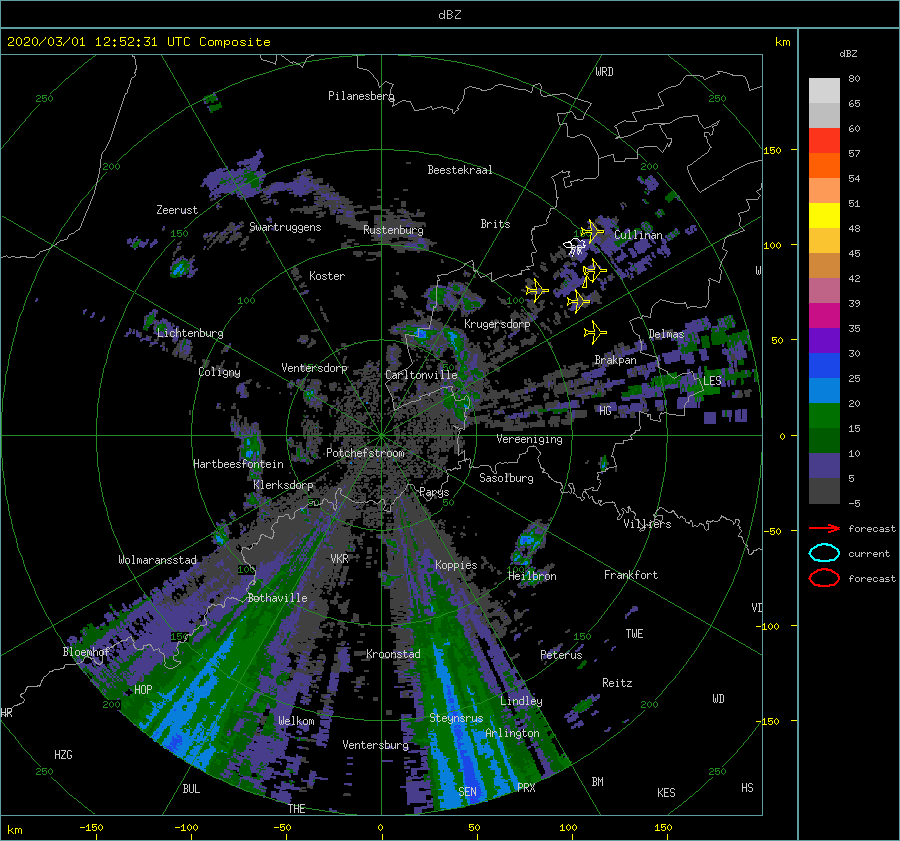 dBZ
2020/03/01 12:52:31 UTC Composite
km
dBZ
WRD
250
Pilanesberg
250
150
200
Beestekraal
200
Zeerust
Brits
Swartruggens
Rustenburg
150
Cullinan
100
W
Koster
100
100
Krugersdorp
Lichtenburg
Delmas
50
Brakpan
Coligny
Ventersdorp
Carltonville
LES
HG
Vereeniging
0
Potchefstroom
Hartbeesfontein
Sasolburg
Klerksdorp
Parys
50
50
Villiers
-50
Wolmaransstad
VKR
Koppies
100
100
Heilbron
Frankfort
Bothaville
VD
-100
150
150
TWE
Bloemhof
Kroonstad
Peterus
HOP
Reitz
200
Lindley
200
WD
HR
Welkom
Steynsrus
-150
Arlington
Ventersburg
HZG
250
250
BUL
SEN
PRX
BM
KES
HS
THE
km
-150
-100
-50
0
50
100
150
80
65
60
57
54
51
48
45
42
39
35
30
25
20
15
10
5
-5
forecast
current
forecast